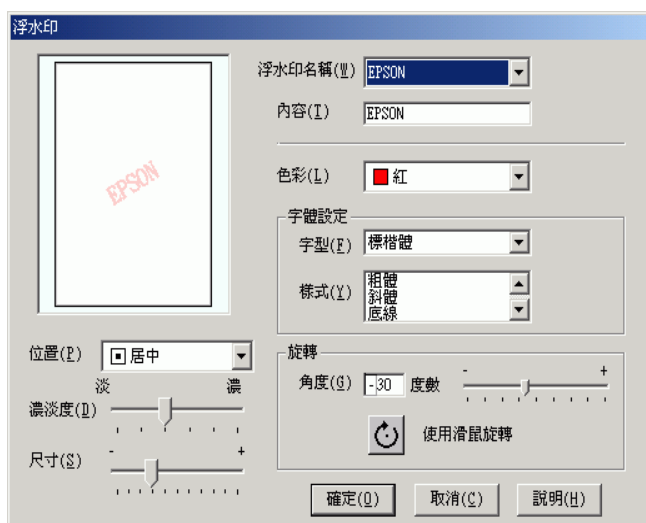 浮水印
浮水印名稱(W) EPSON
內容(T) EPSON
EPSON
色彩(L) 紅
字體設定
字型(F) 標楷體
樣式(Y) 粗體
斜體
底線
位置(P) 居中
淡 濃
濃淡度(D)
尺寸(S) - +
旋轉
角度(G) -30 度數 - +
使用滑鼠旋轉
確定(O) 取消(C) 說明(H)